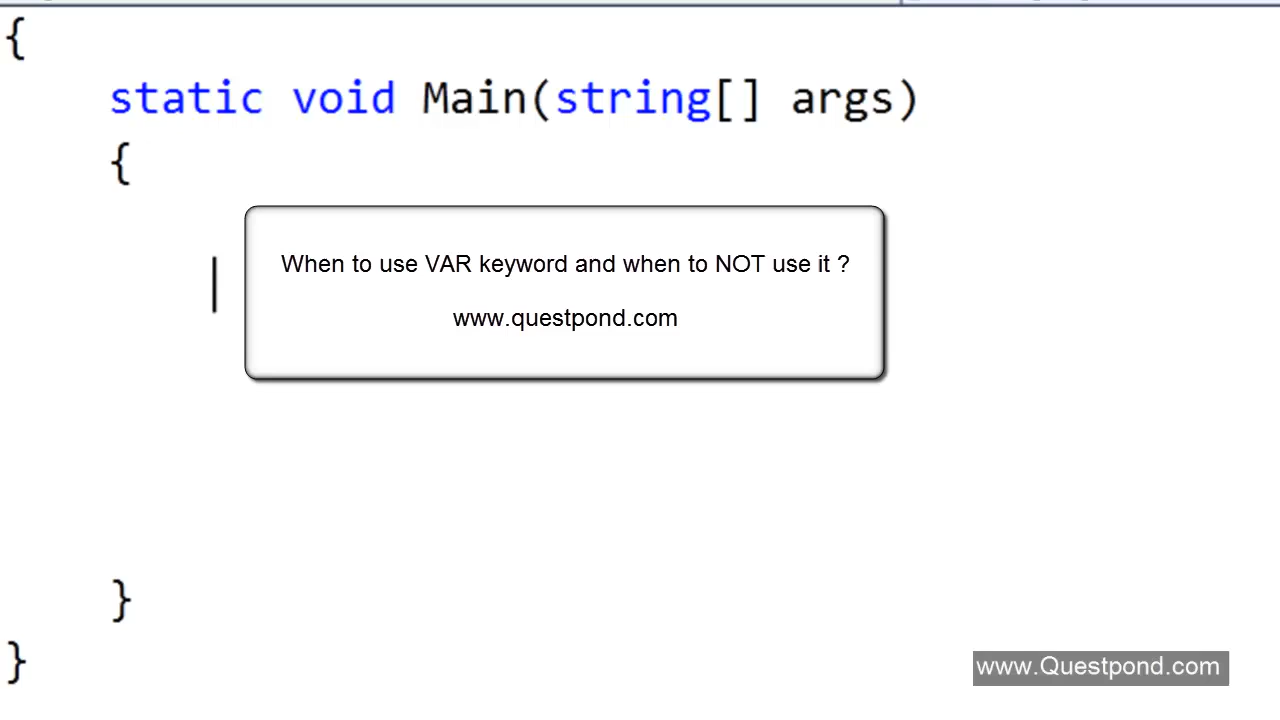 {
static void Main(string[] args)
{
When to use VAR keyword and when to NOT use it ?
www.questpond.com
}
}
www.Questpond.com